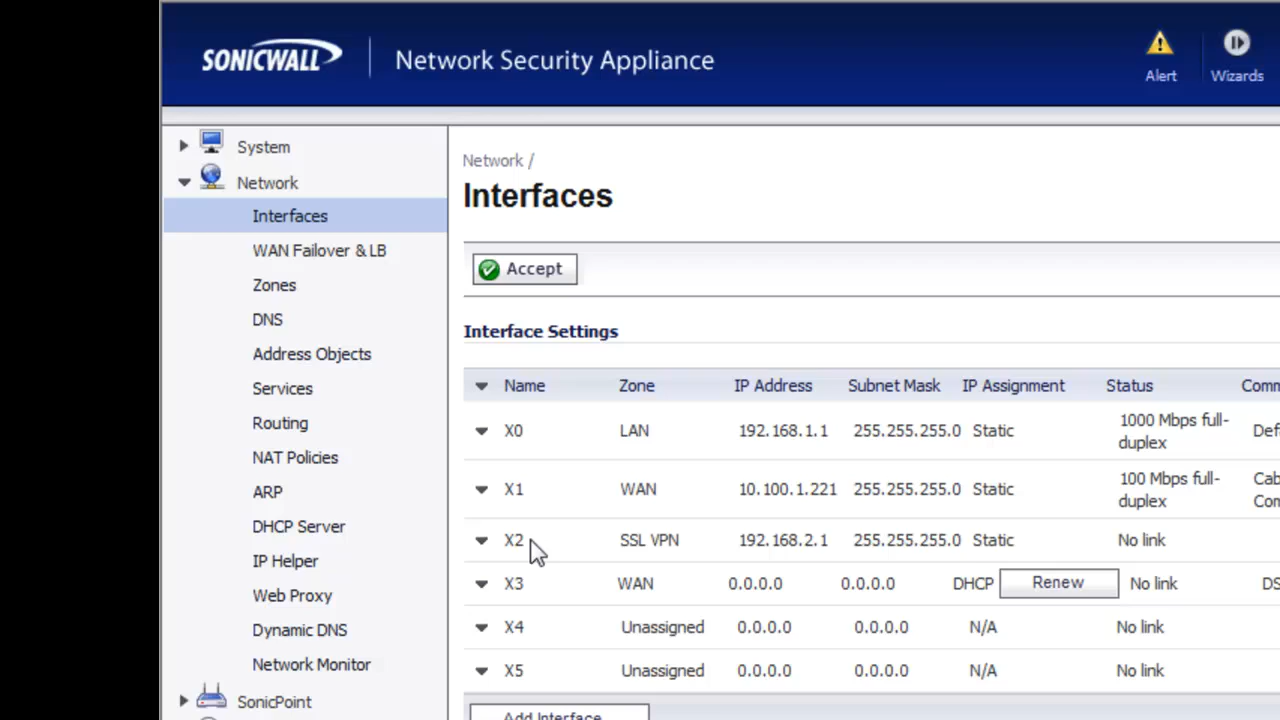 SONICWALL Network Security Appliance
Alert Wizards
System
Network
Interfaces
WAN Failover & LB
Zones
DNS
Address Objects
Services
Routing
NAT Policies
ARP
DHCP Server
IP Helper
Web Proxy
Dynamic DNS
Network Monitor
SonicPoint
Network /
Interfaces
Accept
Interface Settings
Name Zone IP Address Subnet Mask IP Assignment Status Comm
X0 LAN 192.168.1.1 255.255.255.0 Static 1000 Mbps full-duplex Def
X1 WAN 10.100.1.221 255.255.255.0 Static 100 Mbps full-duplex Cab Com
X2 SSL VPN 192.168.2.1 255.255.255.0 Static No link
X3 WAN 0.0.0.0 0.0.0.0 DHCP Renew No link DS
X4 Unassigned 0.0.0.0 0.0.0.0 N/A No link
X5 Unassigned 0.0.0.0 0.0.0.0 N/A No link
Add Interface